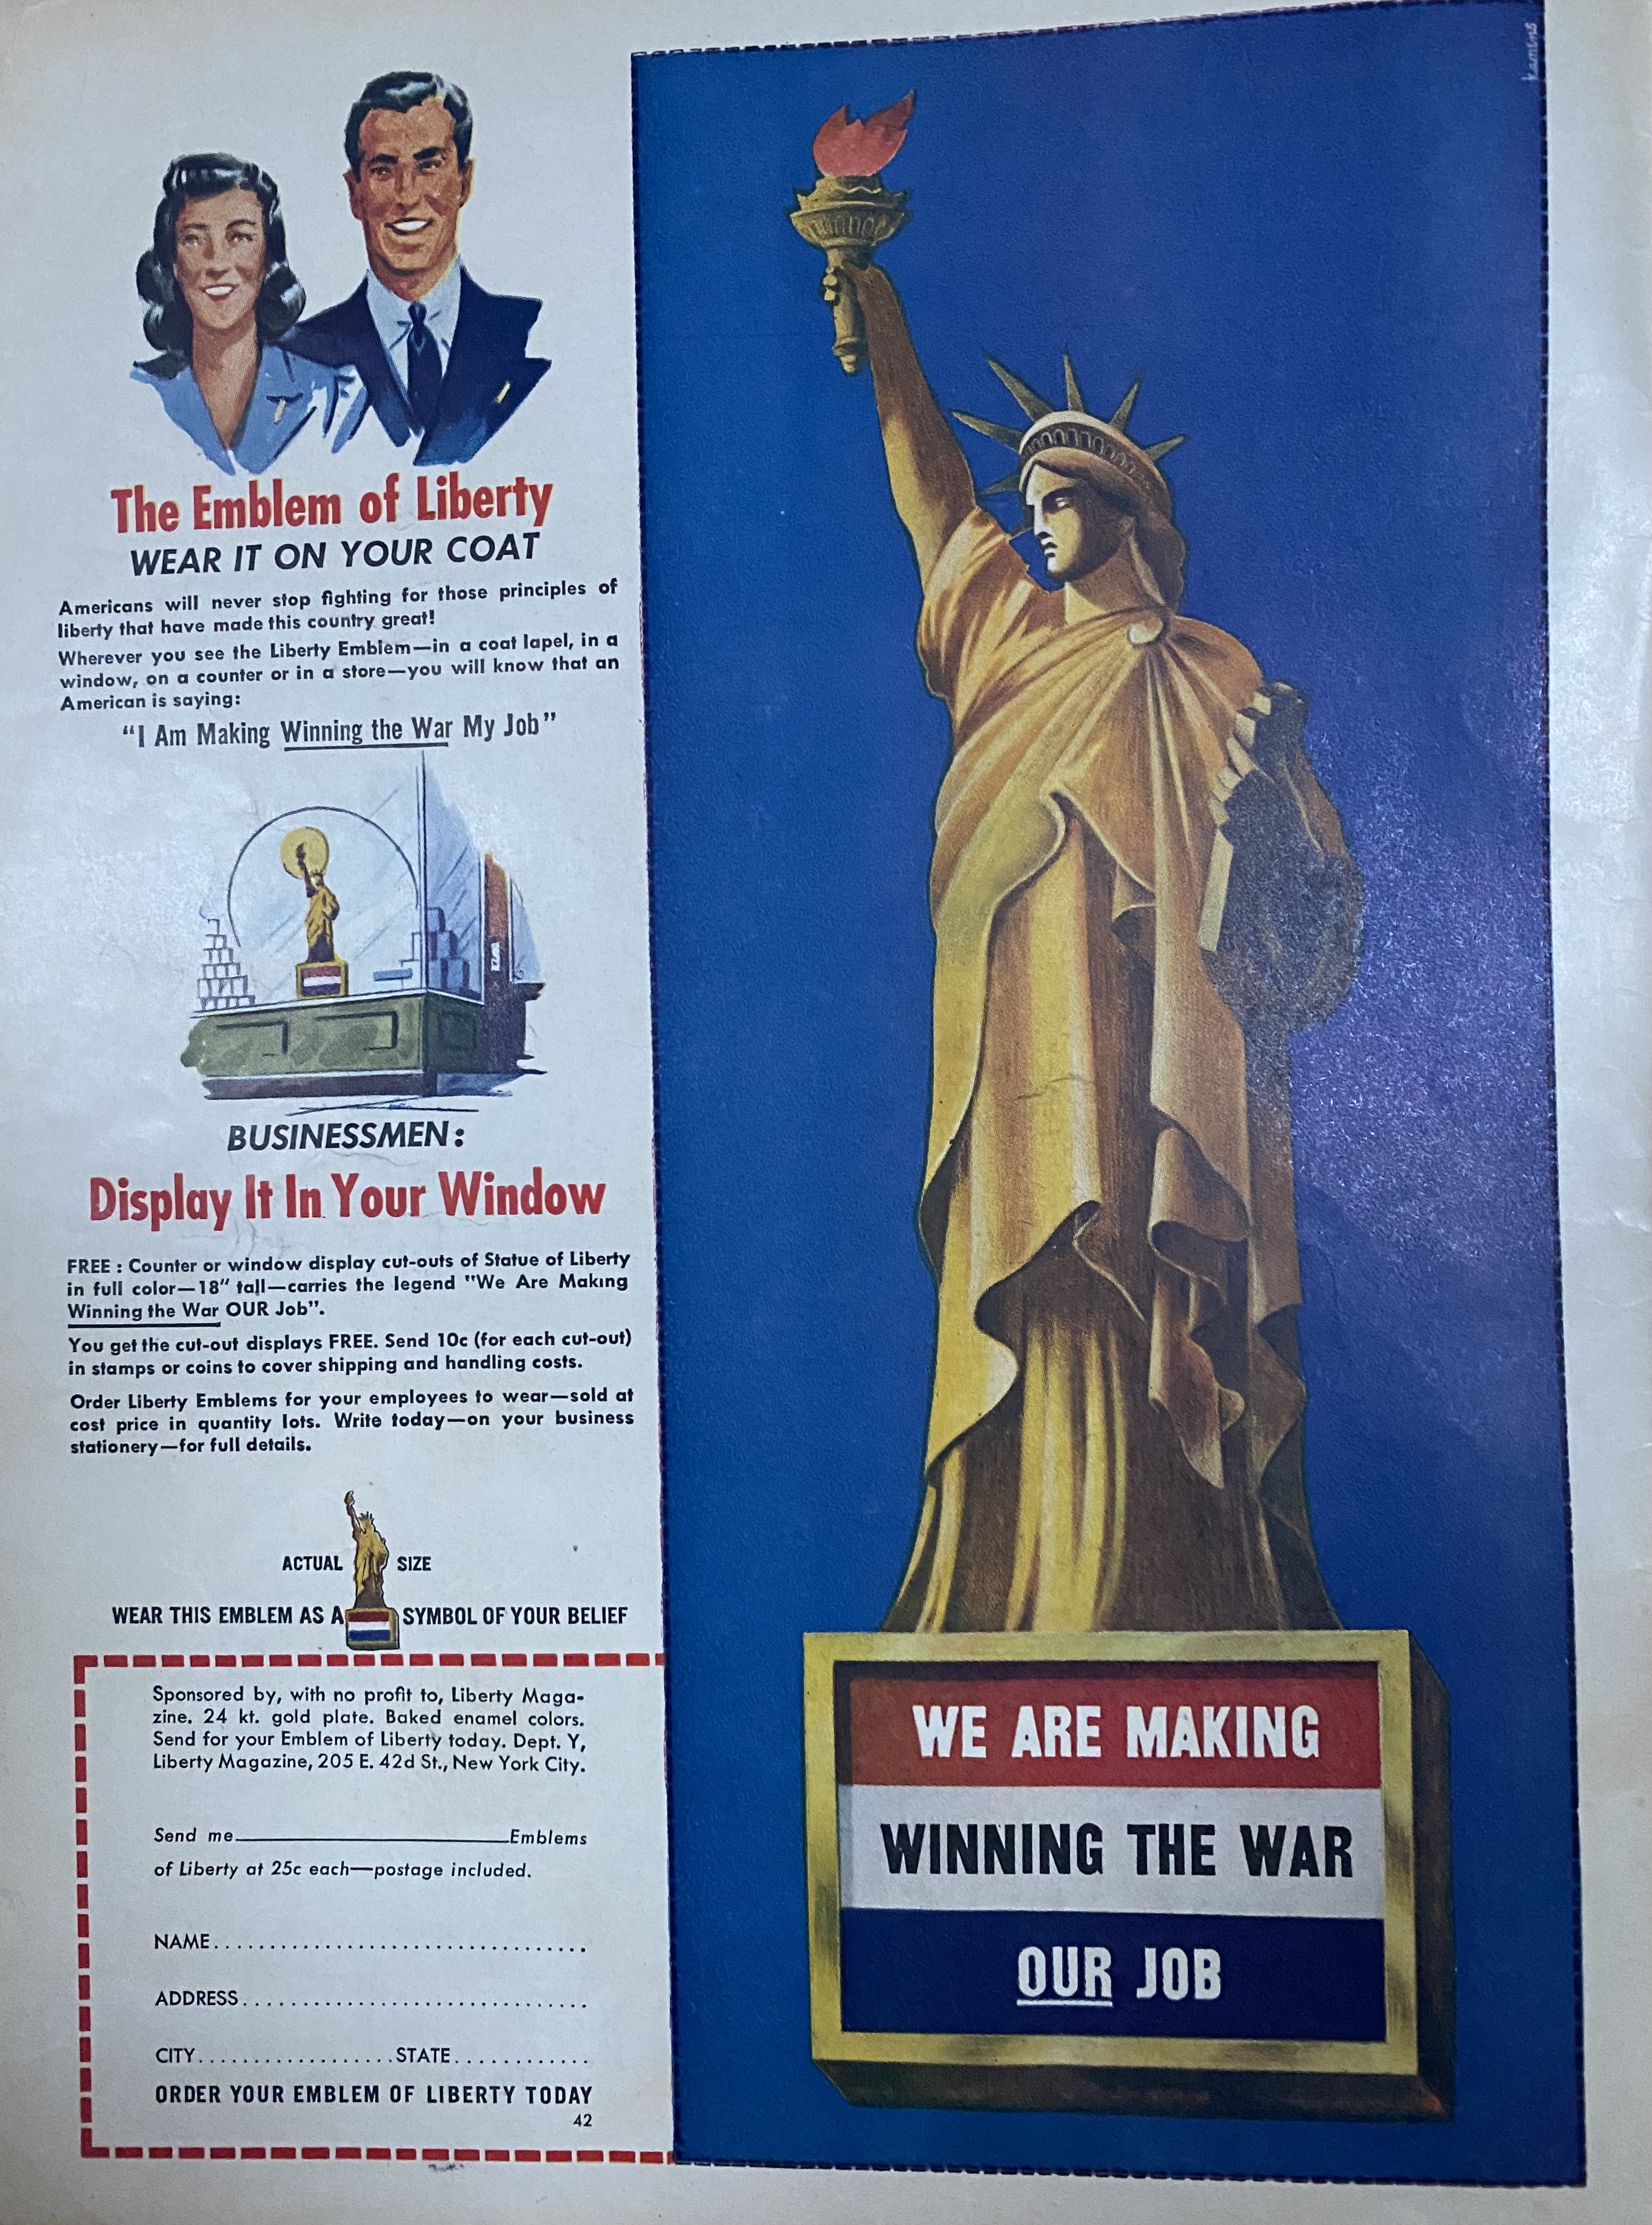 The Emblem of Liberty
WEAR IT ON YOUR COAT
Americans will never stop fighting for those principles of
liberty that have made this country great!
Wherever you see the Liberty Emblem—in a coat lapel, in a
window, on a counter or in a store—you will know that an
American is saying:
"I Am Making Winning the War My Job"
BUSINESSMEN:
Display It In Your Window
FREE : Counter or window display cut-outs of Statue of Liberty
in full color—18" tall—carries the legend "We Are Making
Winning the War OUR Job".
You get the cut-out displays FREE. Send 10c (for each cut-out)
in stamps or coins to cover shipping and handling costs.
Order Liberty Emblems for your employees to wear—sold at
cost price in quantity lots. Write today—on your business
stationery—for full details.
ACTUAL SIZE
WEAR THIS EMBLEM AS A SYMBOL OF YOUR BELIEF
Sponsored by, with no profit to, Liberty Maga-
zine. 24 kt. gold plate. Baked enamel colors.
Send for your Emblem of Liberty today. Dept. Y,
Liberty Magazine, 205 E. 42d St., New York City.
Send me____________________Emblems
of Liberty at 25c each—postage included.
NAME................................
ADDRESS.............................
CITY.................STATE............
ORDER YOUR EMBLEM OF LIBERTY TODAY
42
kamens
WE ARE MAKING
WINNING THE WAR
OUR JOB